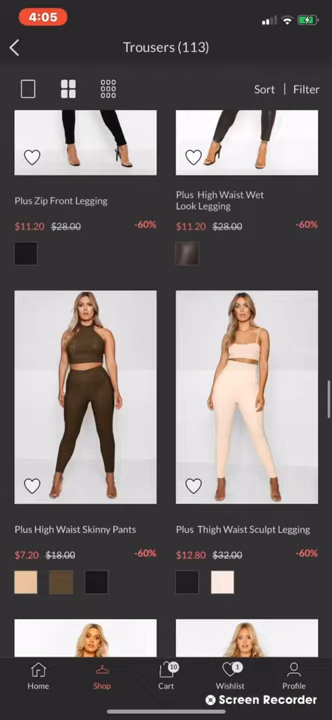 4:05
Trousers (113)
Sort | Filter
Plus Zip Front Legging
$11.20 $28.00 -60%
Plus High Waist Wet
Look Legging
$11.20 $28.00 -60%
Plus High Waist Skinny Pants
$7.20 $18.00 -60%
Plus Thigh Waist Sculpt Legging
$12.80 $32.00 -60%
Home
Shop
10
Cart
1
Wishlist
Profile
Screen Recorder